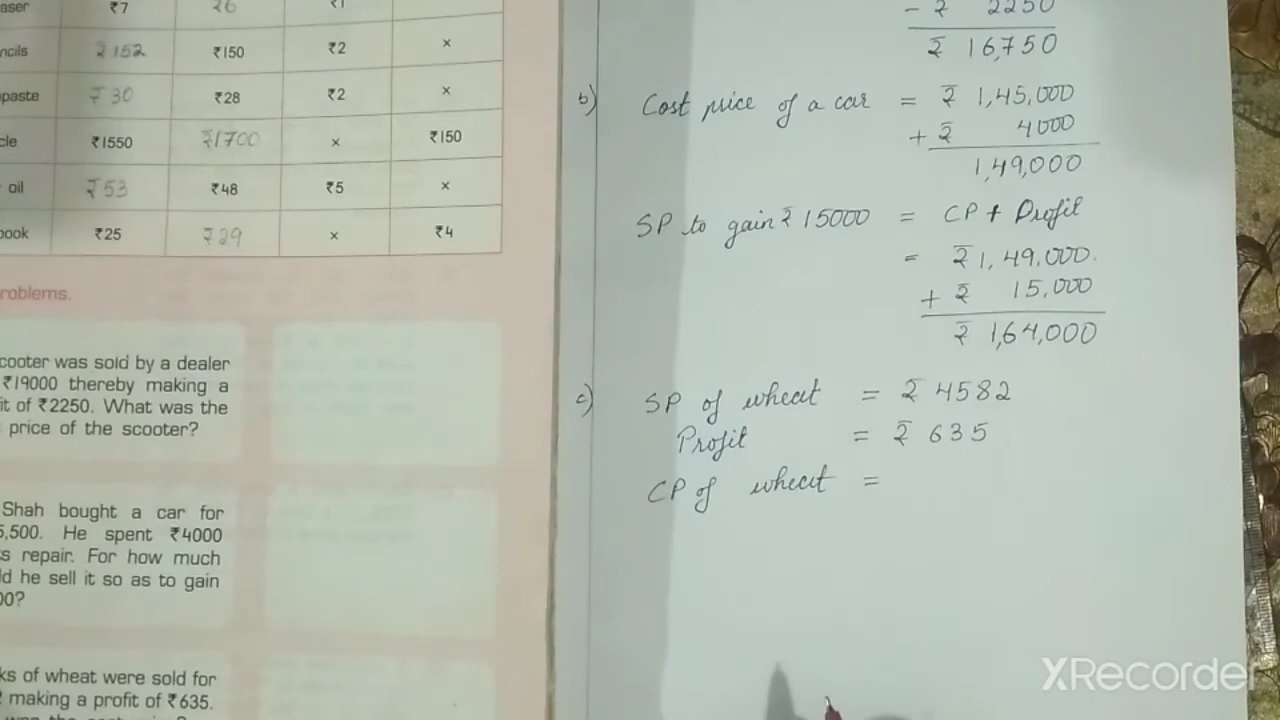 aser ₹7 ₹6 ₹1
ncils ₹152 ₹150 ₹2 ×
paste ₹30 ₹28 ₹2 ×
cle ₹1550 ₹1700 × ₹150
oil ₹53 ₹48 ₹5 ×
book ₹25 ₹29 × ₹4
roblems.
cooter was sold by a dealer
₹19000 thereby making a
it of ₹2250. What was the
price of the scooter?
Shah bought a car for
5,500. He spent ₹4000
s repair. For how much
ld he sell it so as to gain
00?
ks of wheat were sold for
making a profit of ₹635.
- ₹ 2250
₹ 16,750
b) Cost price of a car = ₹ 1,45,000
+ ₹ 4000
1,49,000
SP to gain ₹ 15000 = CP + Profit
= ₹ 1,49,000.
+ ₹ 15,000
₹ 1,64,000
c) SP of wheat = ₹ 4582
Profit = ₹ 635
CP of wheat =
XRecorder